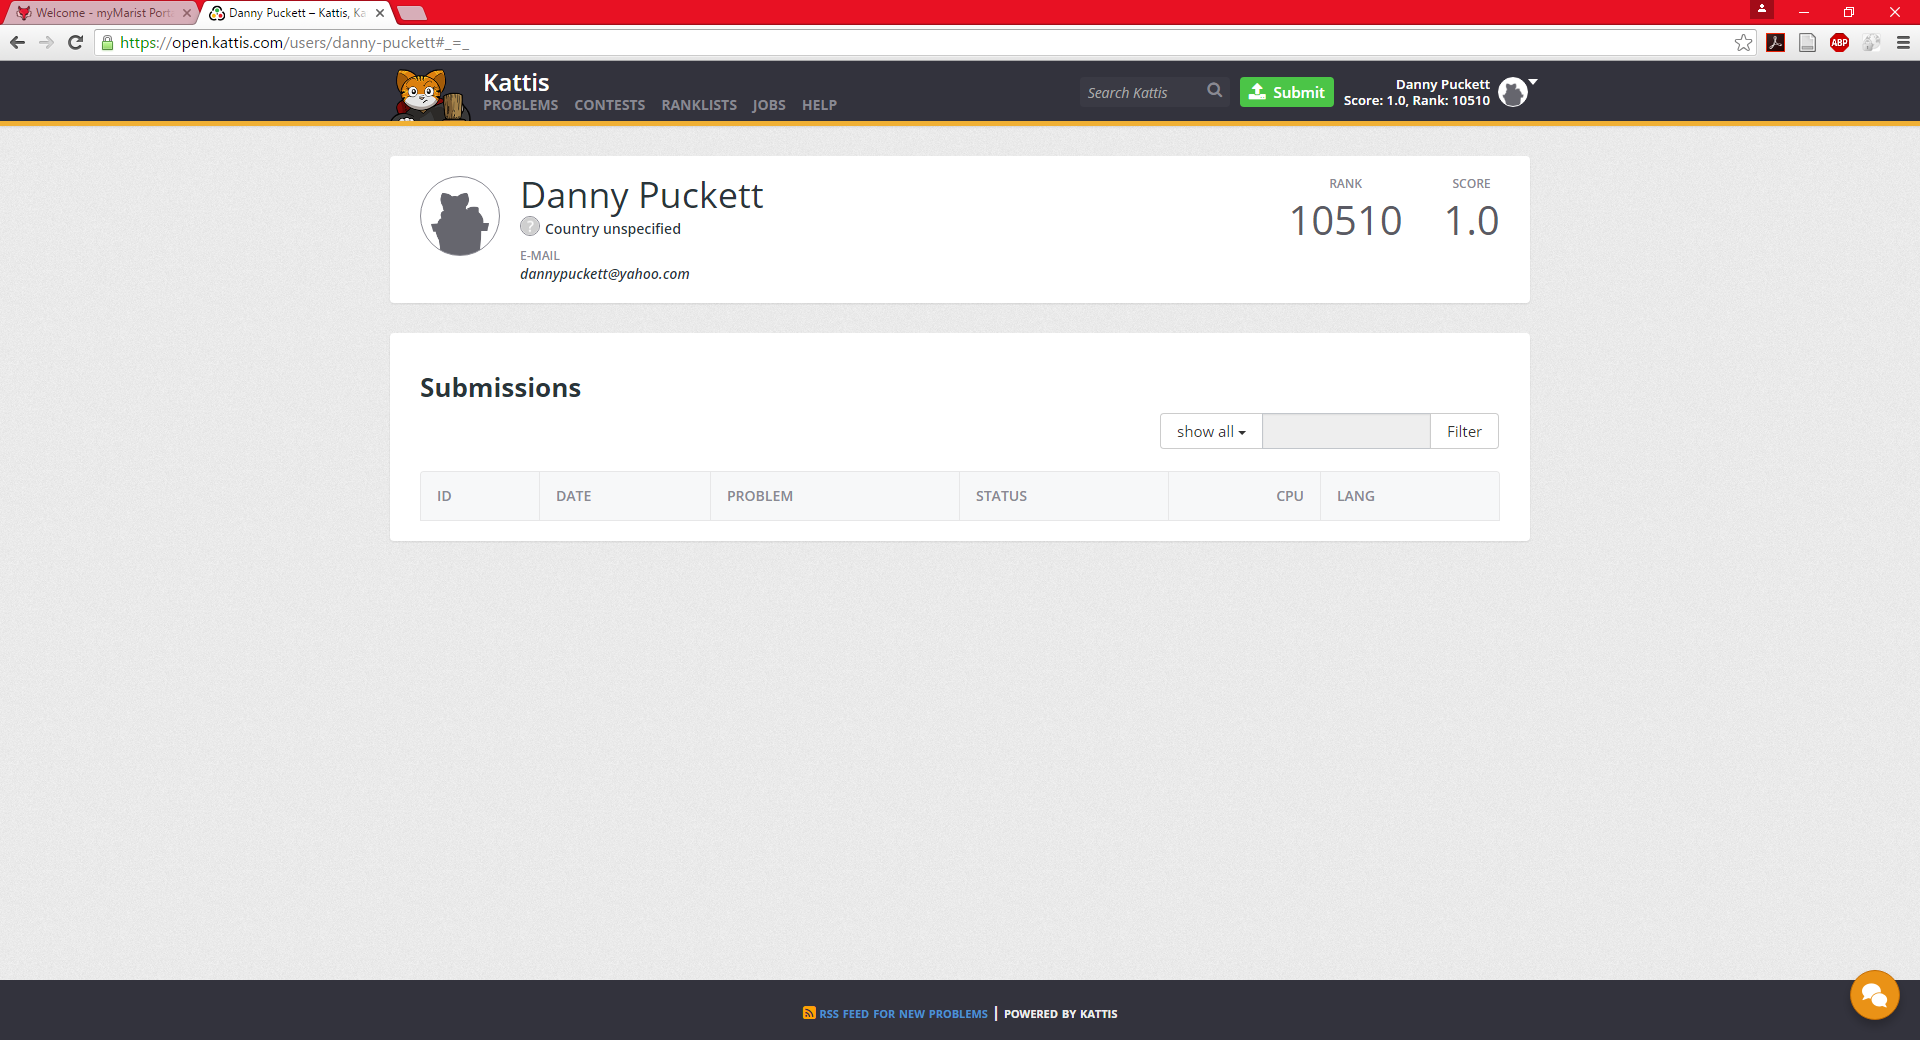 Welcome - myMarist Port
Danny Puckett – Kattis, Ka
https://open.kattis.com/users/danny-puckett#_=_
ABP
Kattis
PROBLEMS CONTESTS RANKLISTS JOBS HELP
Search Kattis
Submit
Danny Puckett
Score: 1.0, Rank: 10510
Danny Puckett
? Country unspecified
E-MAIL
dannypuckett@yahoo.com
RANK
10510
SCORE
1.0
Submissions
show all
Filter
ID DATE PROBLEM STATUS CPU LANG
RSS FEED FOR NEW PROBLEMS | POWERED BY KATTIS